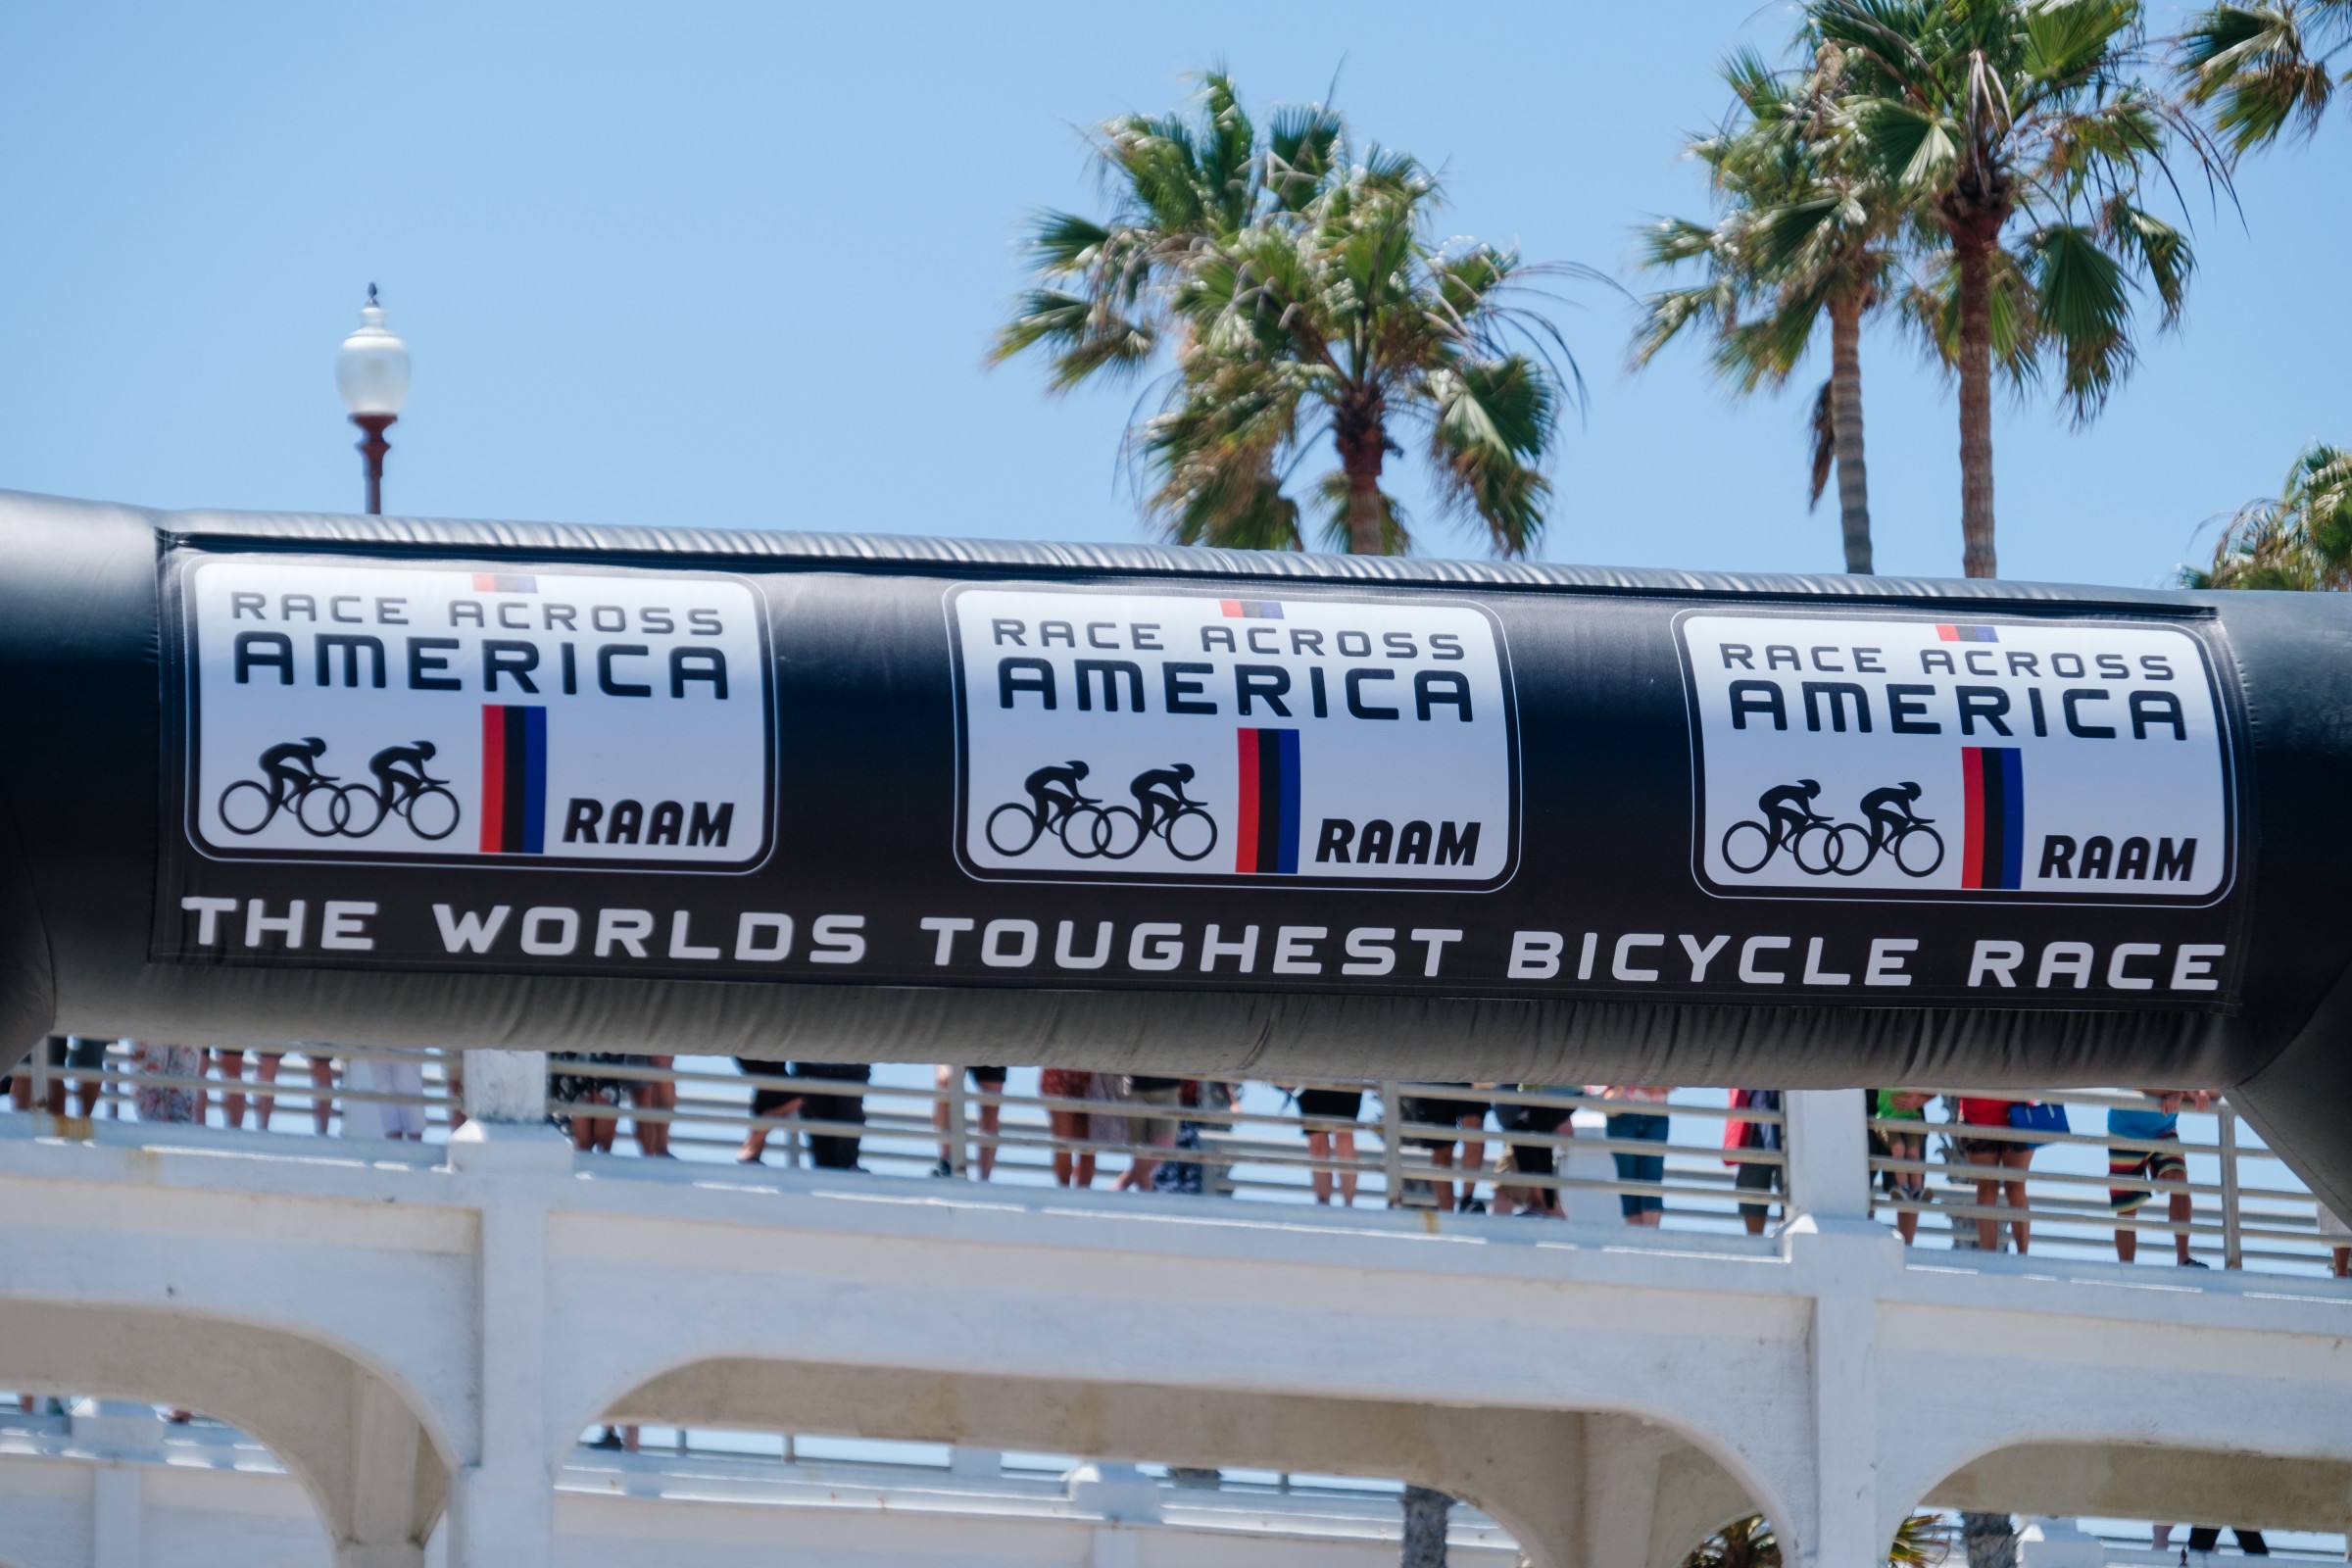 RACE ACROSS
AMERICA
RAAM
RACE ACROSS
AMERICA
RAAM
RACE ACROSS
AMERICA
RAAM
THE WORLDS TOUGHEST BICYCLE RACE